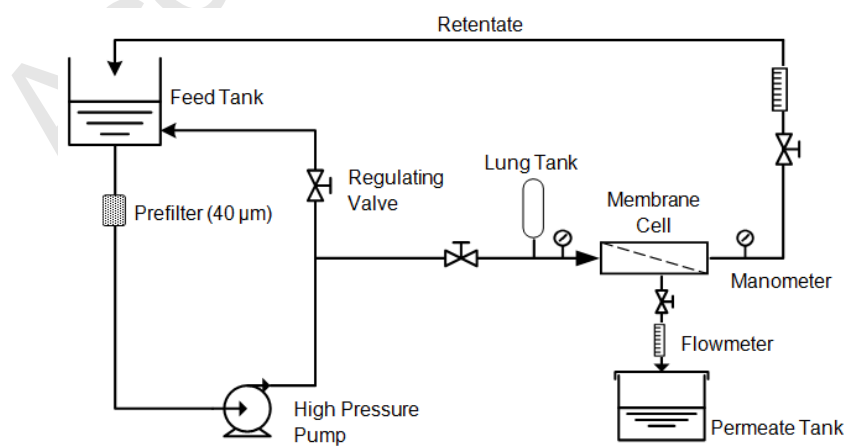 Retentate
Feed Tank
Lung Tank
Regulating
Valve
Membrane
Cell
Prefilter (40 µm)
Manometer
Flowmeter
High Pressure
Pump
Permeate Tank